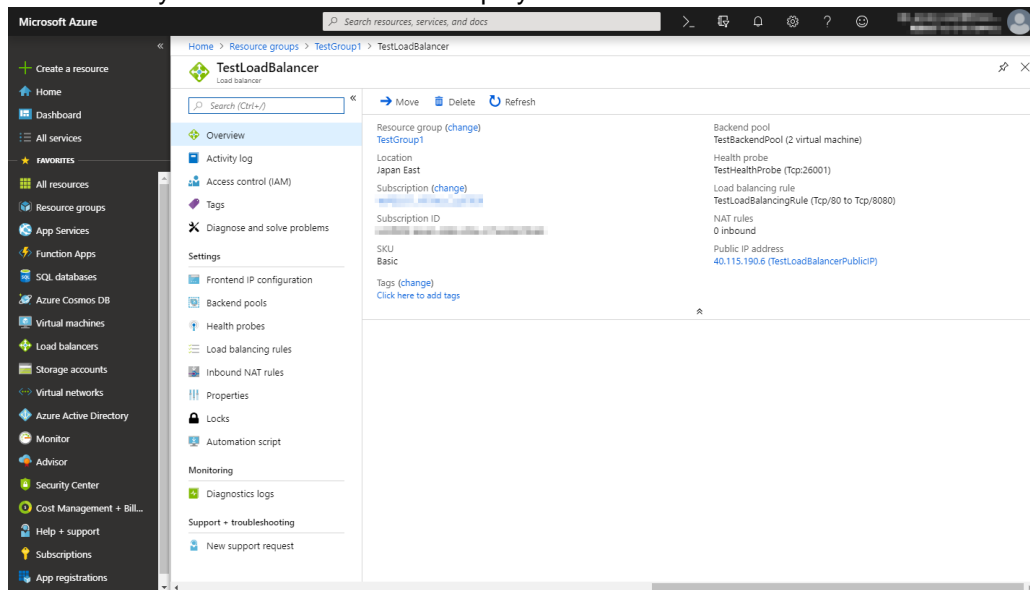 Microsoft Azure
Search resources, services, and docs
Home > Resource groups > TestGroup1 > TestLoadBalancer
Create a resource
Home
Dashboard
All services
FAVORITES
All resources
Resource groups
App Services
Function Apps
SQL databases
Azure Cosmos DB
Virtual machines
Load balancers
Storage accounts
Virtual networks
Azure Active Directory
Monitor
Advisor
Security Center
Cost Management + Bill...
Help + support
Subscriptions
App registrations
TestLoadBalancer
Load balancer
Search (Ctrl+/)
Overview
Activity log
Access control (IAM)
Tags
Diagnose and solve problems
Settings
Frontend IP configuration
Backend pools
Health probes
Load balancing rules
Inbound NAT rules
Properties
Locks
Automation script
Monitoring
Diagnostics logs
Support + troubleshooting
New support request
Move Delete Refresh
Resource group (change)
TestGroup1
Location
Japan East
Subscription (change)
Subscription ID
SKU
Basic
Tags (change)
Click here to add tags
Backend pool
TestBackendPool (2 virtual machine)
Health probe
TestHealthProbe (Tcp:26001)
Load balancing rule
TestLoadBalancingRule (Tcp/80 to Tcp/8080)
NAT rules
0 inbound
Public IP address
40.115.190.6 (TestLoadBalancerPublicIP)